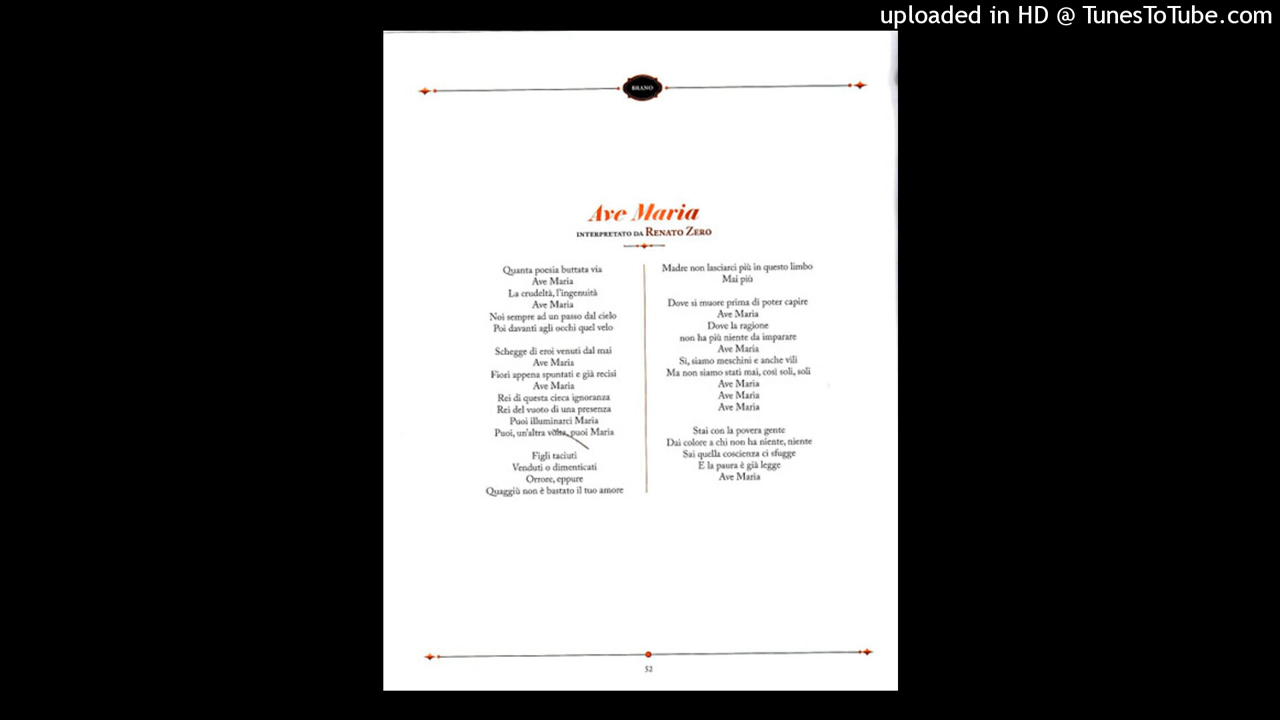 uploaded in HD @ TunesToTube.com
BRANO
Ave Maria
INTERPRETATO DA RENATO ZERO
Quanta poesia buttata via
Ave Maria
La crudeltà, l'ingenuità
Ave Maria
Noi sempre ad un passo dal cielo
Poi davanti agli occhi quel velo
Schegge di eroi venuti dal mai
Ave Maria
Fiori appena spuntati e già recisi
Ave Maria
Rei di questa cieca ignoranza
Rei del vuoto di una presenza
Puoi illuminarci Maria
Puoi, un'altra volta, puoi Maria
Figli taciuti
Venduti o dimenticati
Orrore, eppure
Quaggiù non è bastato il tuo amore
Madre non lasciarci più in questo limbo
Mai più
Dove si muore prima di poter capire
Ave Maria
Dove la ragione
non ha più niente da imparare
Ave Maria
Sì, siamo meschini e anche vili
Ma non siamo stati mai, così soli, soli
Ave Maria
Ave Maria
Ave Maria
Stai con la povera gente
Dai colore a chi non ha niente, niente
Sai quella coscienza ci sfugge
E la paura è già legge
Ave Maria
52